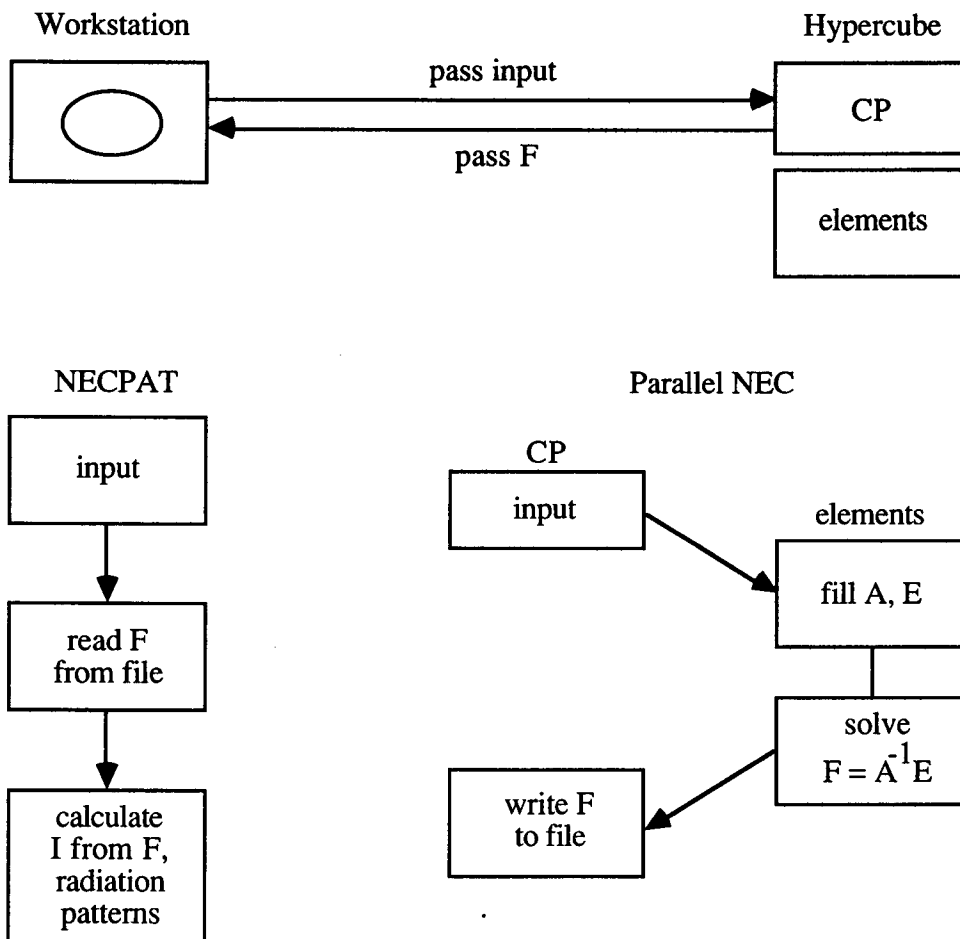 Workstation
Hypercube
pass input
CP
pass F
elements
NECPAT
input
read F
from file
calculate
I from F,
radiation
patterns
Parallel NEC
CP
input
elements
fill A, E
solve
F = A⁻¹E
write F
to file